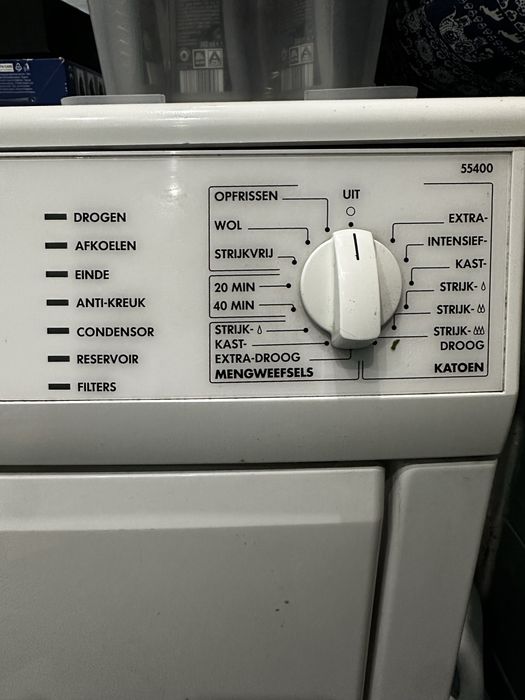 55400
DROGEN
AFKOELEN
EINDE
ANTI-KREUK
CONDENSOR
RESERVOIR
FILTERS
UIT
OPFRISSEN
WOL
STRIJKVRIJ
20 MIN
40 MIN
STRIJK-
KAST-
EXTRA-DROOG
MENGWEEFSELS
EXTRA-
INTENSIEF-
KAST-
STRIJK-
STRIJK-
STRIJK-
DROOG
KATOEN